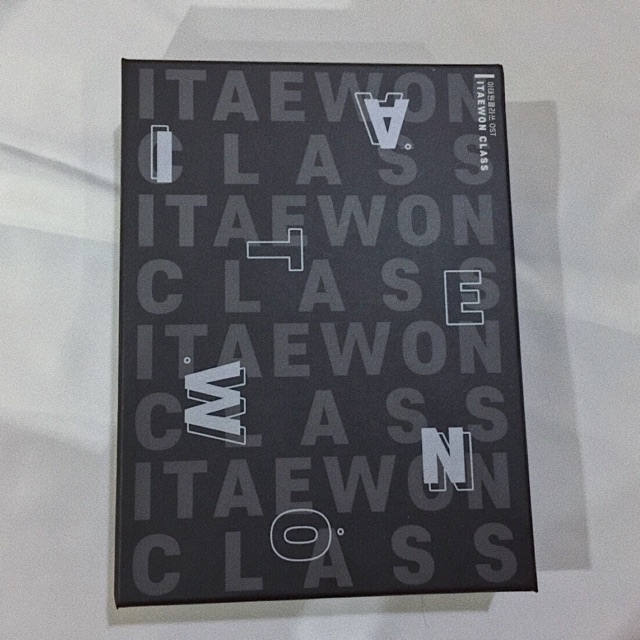 ITAEWON
CLASS
ITAEWON
CLASS
ITAEWON
CLASS
ITAEWON
CLASS
I
T
A
E
W
O
N
이태원클라쓰 OST
ITAEWON CLASS